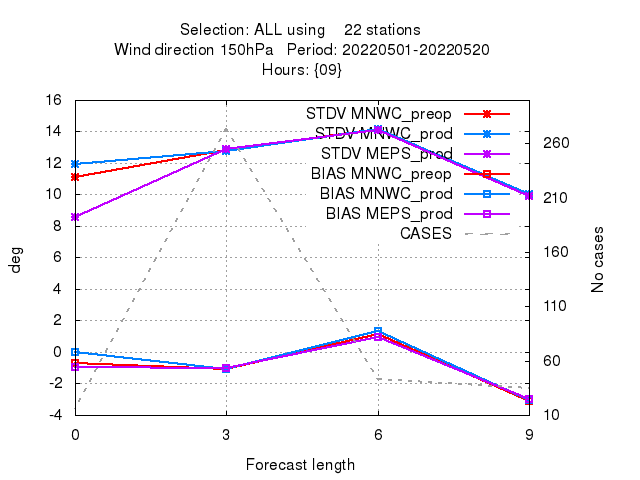 Selection: ALL using 22 stations
Wind direction 150hPa Period: 20220501-20220520
Hours: {09}
16
14
12
10
8
6
4
2
0
-2
-4
deg
STDV MNWC_preop
STDV MNWC_prod
STDV MEPS_prod
BIAS MNWC_preop
BIAS MNWC_prod
BIAS MEPS_prod
CASES
260
210
160
110
60
10
No cases
0 3 6 9
Forecast length